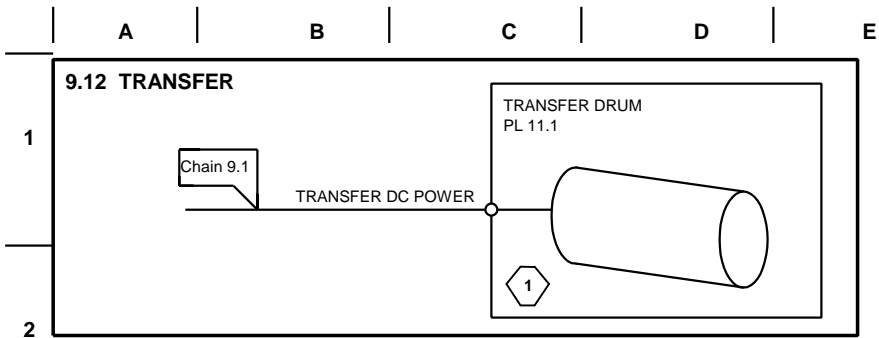 A B C D E
9.12 TRANSFER
TRANSFER DRUM
PL 11.1
1
Chain 9.1
TRANSFER DC POWER
1
2